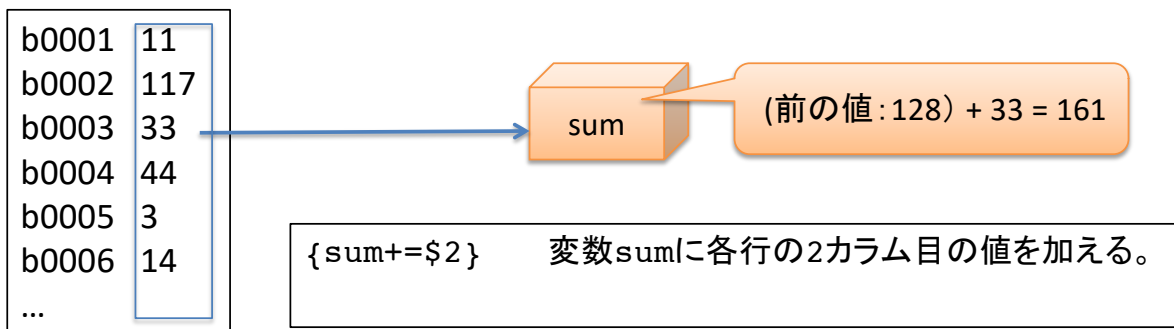 b0001 11
b0002 117
b0003 33
b0004 44
b0005 3
b0006 14
…
sum
(前の値：128） + 33 = 161
{sum+=$2} 変数sumに各行の2カラム目の値を加える。